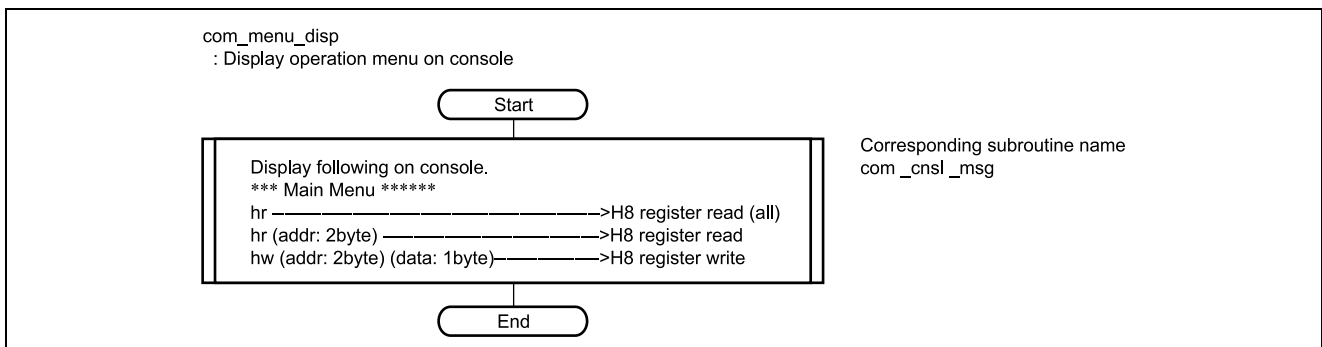 com_menu_disp
: Display operation menu on console
Start
Display following on console.
*** Main Menu ******
hr ————————————————>H8 register read (all)
hr (addr: 2byte) ——————————>H8 register read
hw (addr: 2byte) (data: 1byte)—————>H8 register write
Corresponding subroutine name
com _cnsl _msg
End